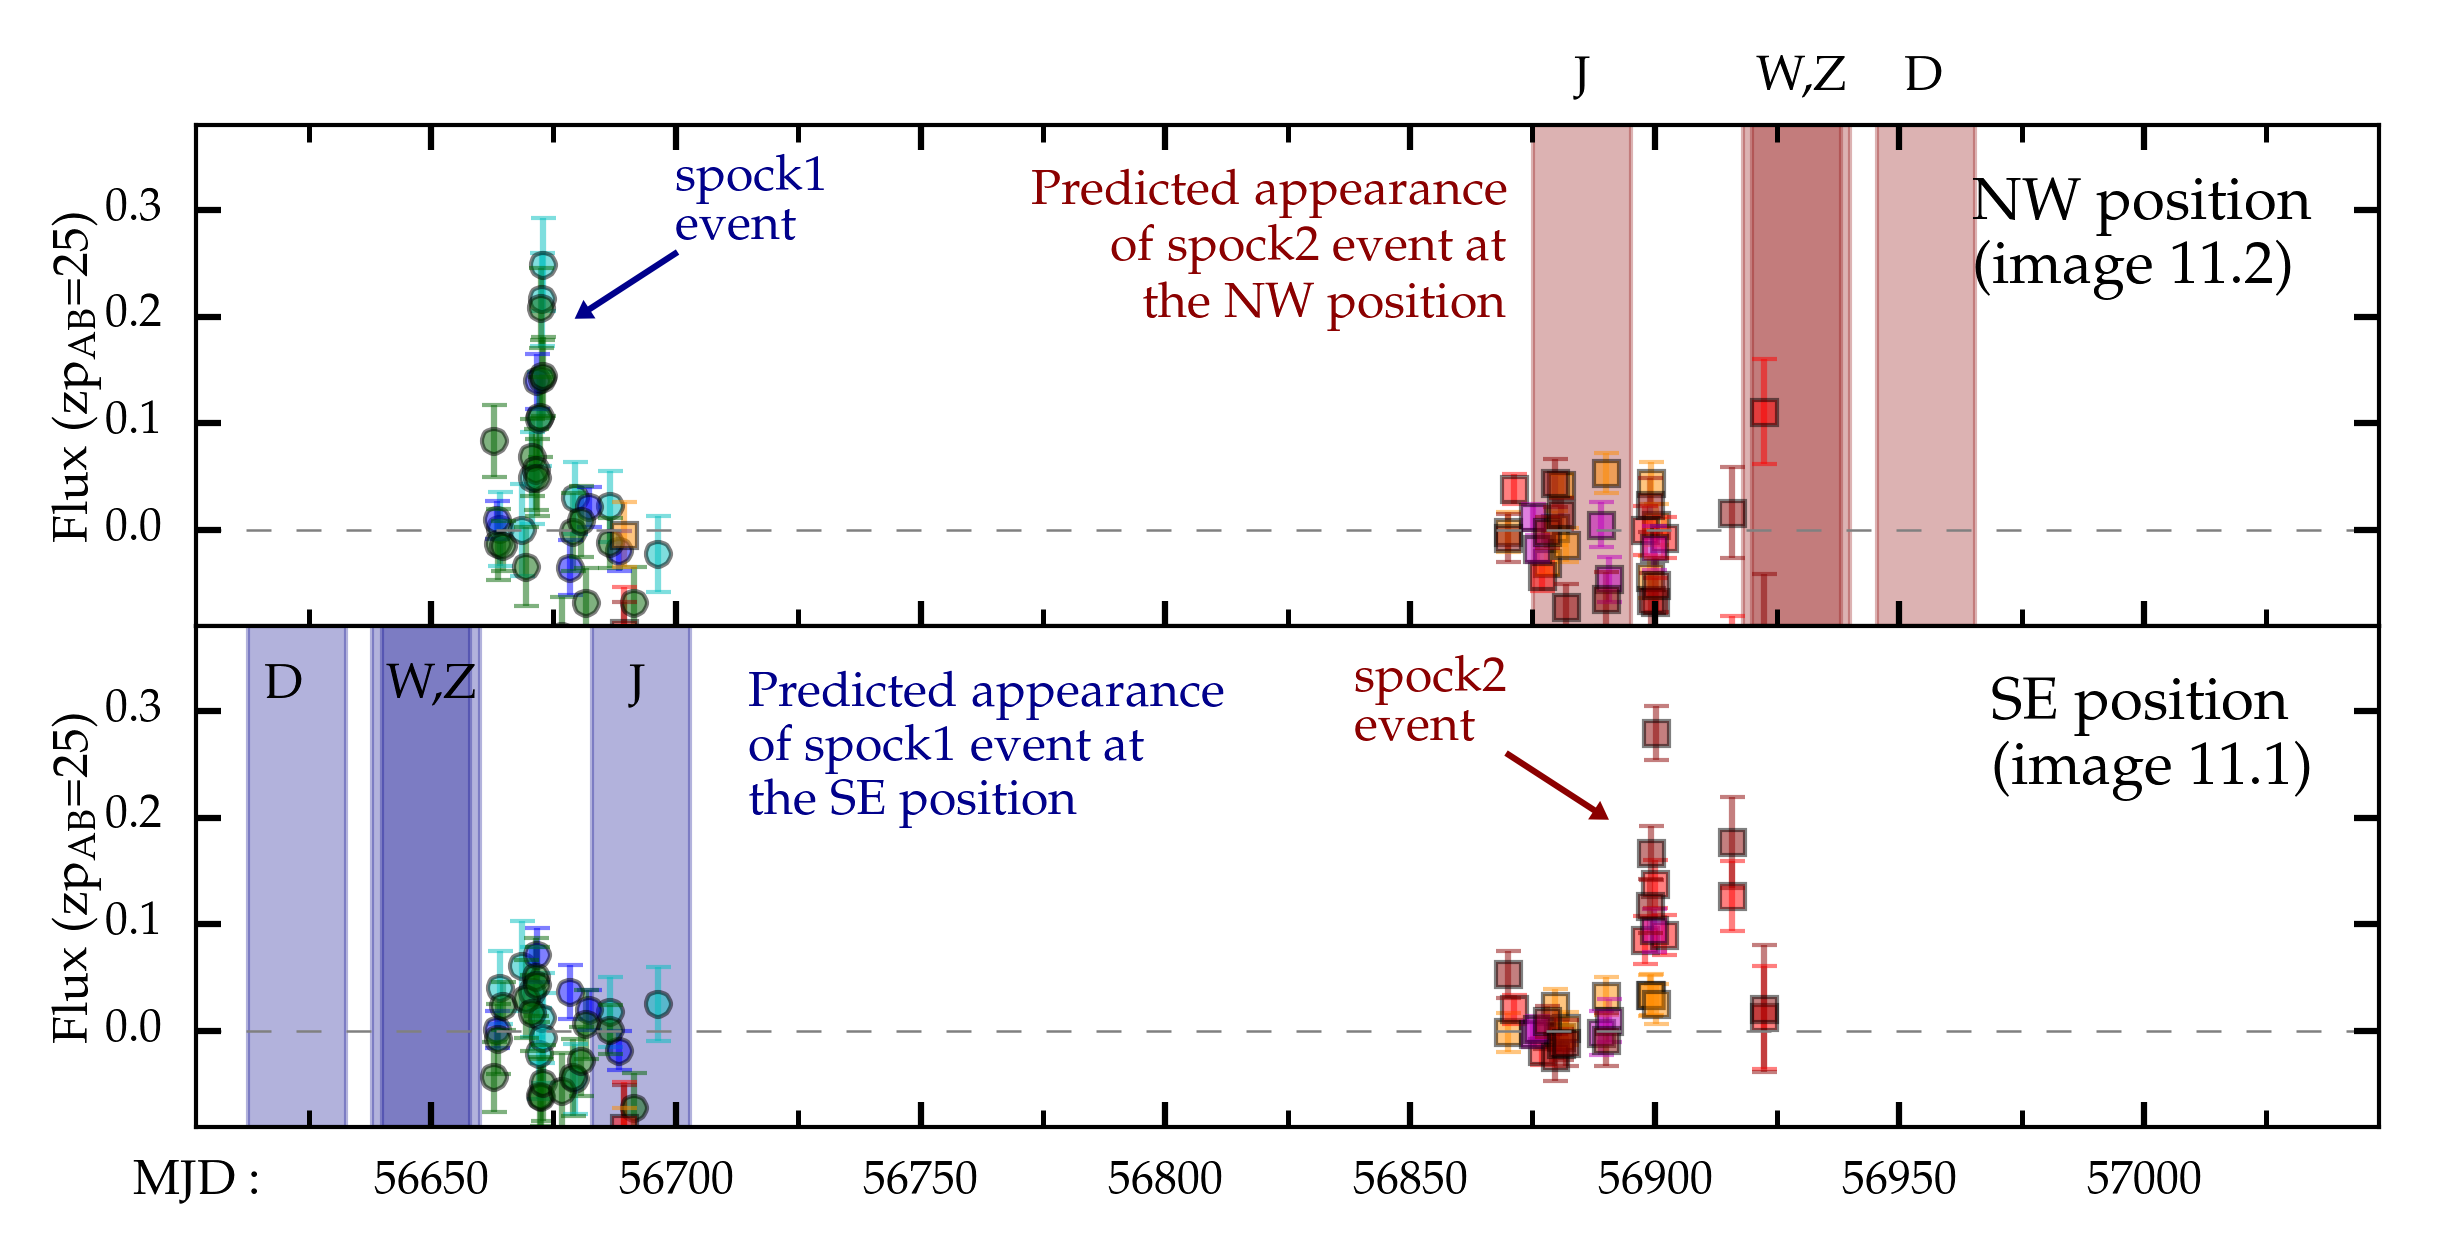 J W,Z D
spock1
event
Predicted appearance
of spock2 event at
the NW position
NW position
(image 11.2)
Flux (zpAB=25)
0.3
0.2
0.1
0.0
D W,Z J
Predicted appearance
of spock1 event at
the SE position
spock2
event
SE position
(image 11.1)
Flux (zpAB=25)
0.3
0.2
0.1
0.0
MJD : 56650 56700 56750 56800 56850 56900 56950 57000